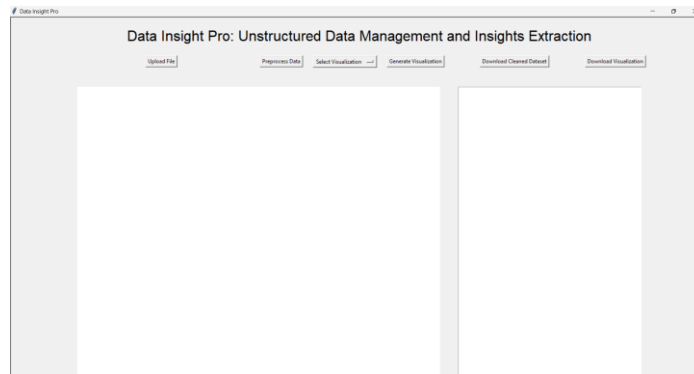 Data Insight Pro
Data Insight Pro: Unstructured Data Management and Insights Extraction
Upload File Preprocess Data Select Visualization Generate Visualization Download Cleaned Dataset Download Visualization